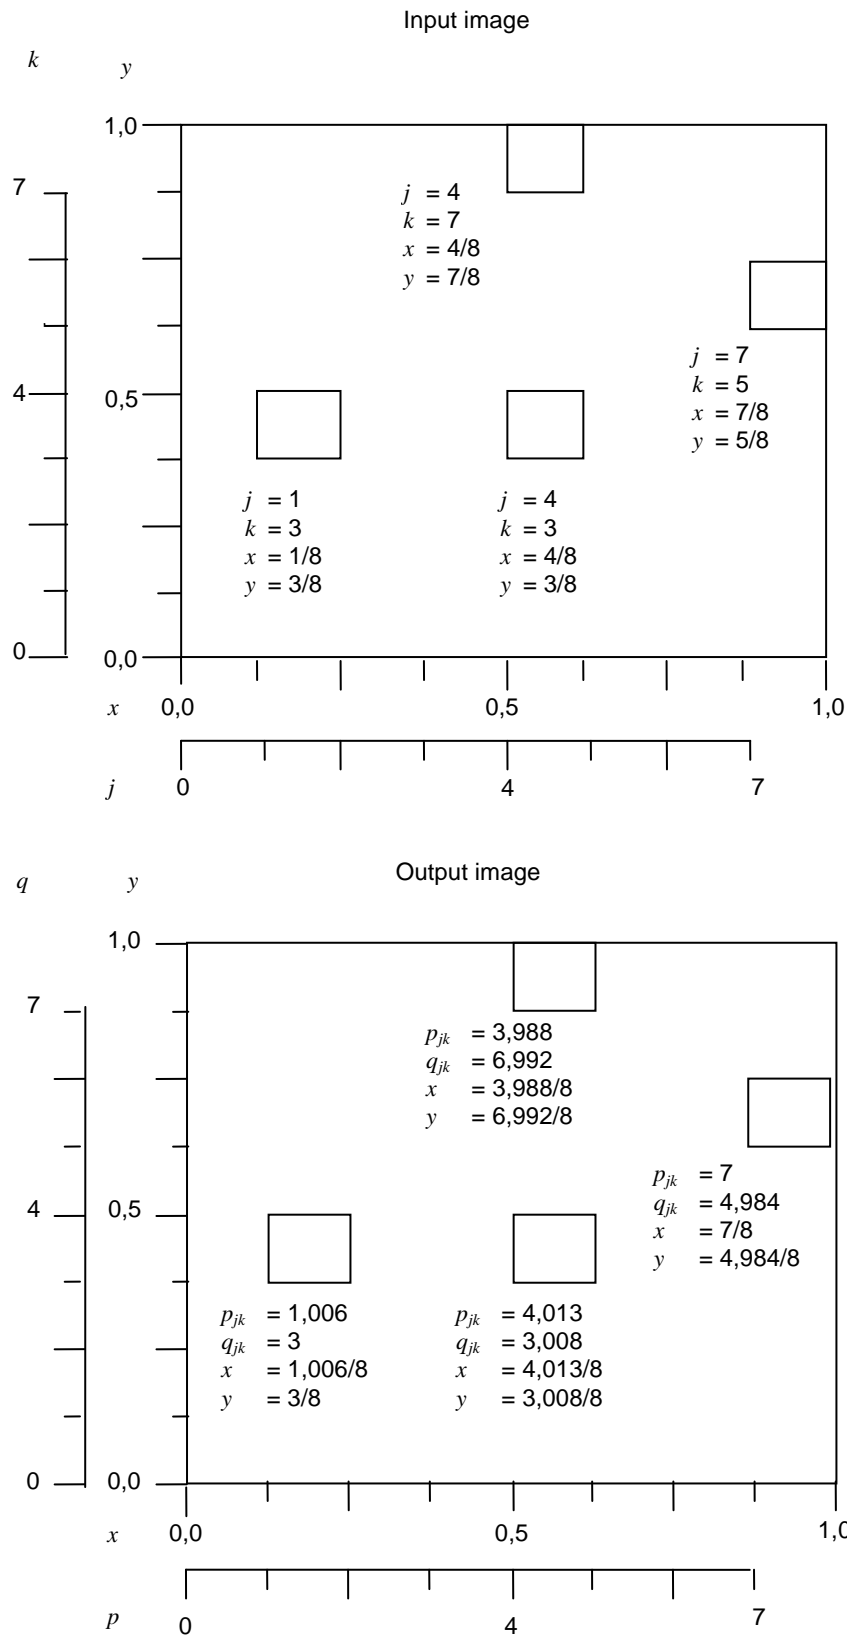 Input image
k
y
1,0
7
j = 4
k = 7
x = 4/8
y = 7/8
j = 7
k = 5
x = 7/8
y = 5/8
4
0,5
j = 1
k = 3
x = 1/8
y = 3/8
j = 4
k = 3
x = 4/8
y = 3/8
0
0,0
x 0,0 0,5 1,0
j 0 4 7
Output image
q
y
1,0
7
pjk = 3,988
qjk = 6,992
x = 3,988/8
y = 6,992/8
pjk = 7
qjk = 4,984
x = 7/8
y = 4,984/8
4
0,5
pjk = 1,006
qjk = 3
x = 1,006/8
y = 3/8
pjk = 4,013
qjk = 3,008
x = 4,013/8
y = 3,008/8
0
0,0
x 0,0 0,5 1,0
p 0 4 7